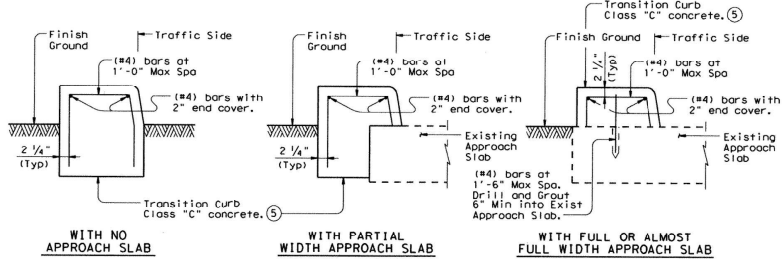 Finish
Ground
Traffic Side
(#4) bars at
1'-0" Max Spa
(#4) bars with
2" end cover.
2 ¼"
(Typ)
Transition Curb
Class "C" concrete. 5
WITH NO
APPROACH SLAB
Finish
Ground
Traffic Side
(#4) bars at
1'-0" Max Spa
(#4) bars with
2" end cover.
Existing
Approach
Slab
2 ¼"
(Typ)
WITH PARTIAL
WIDTH APPROACH SLAB
Transition Curb
Class "C" concrete. 5
Finish Ground
Traffic Side
2 ¼"
(Typ)
(#4) bars at
1'-0" Max Spa
(#4) bars with
2" end cover.
Existing
Approach
Slab
2 ¼"
(Typ)
(#4) bars at
1'-6" Max Spa.
Drill and Grout
6" Min into Exist
Approach Slab.
WITH FULL OR ALMOST
FULL WIDTH APPROACH SLAB